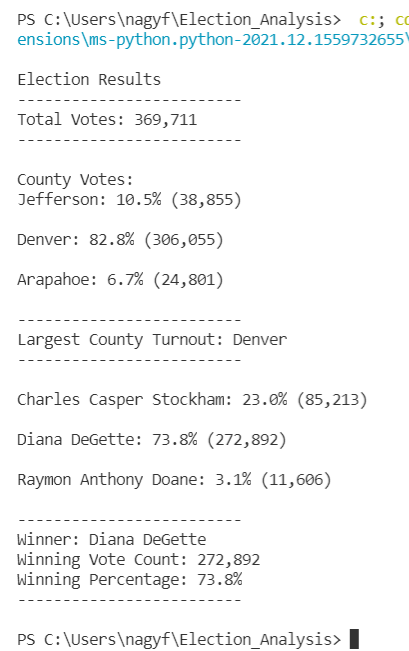 PS C:\Users\nagyf\Election_Analysis>  c:; 
ensions\ms-python.python-2021.12.1559732655\
Election Results
-------------------------
Total Votes: 369,711
-------------------------
County Votes:
Jefferson: 10.5% (38,855)
Denver: 82.8% (306,055)
Arapahoe: 6.7% (24,801)
-------------------------
Largest County Turnout: Denver
-------------------------
Charles Casper Stockham: 23.0% (85,213)
Diana DeGette: 73.8% (272,892)
Raymon Anthony Doane: 3.1% (11,606)
-------------------------
Winner: Diana DeGette
Winning Vote Count: 272,892
Winning Percentage: 73.8%
-------------------------
PS C:\Users\nagyf\Election_Analysis>